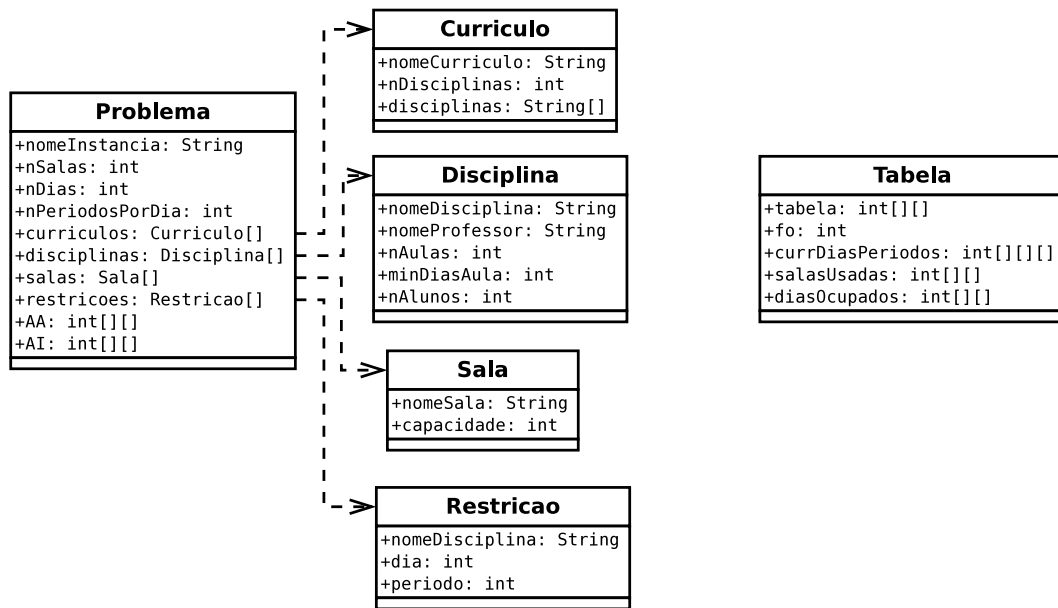 Problema
+nomeInstancia: String
+nSalas: int
+nDias: int
+nPeriodosPorDia: int
+curriculos: Curriculo[]
+disciplinas: Disciplina[]
+salas: Sala[]
+restricoes: Restricao[]
+AA: int[][]
+AI: int[][]
Curriculo
+nomeCurriculo: String
+nDisciplinas: int
+disciplinas: String[]
Disciplina
+nomeDisciplina: String
+nomeProfessor: String
+nAulas: int
+minDiasAula: int
+nAlunos: int
Sala
+nomeSala: String
+capacidade: int
Restricao
+nomeDisciplina: String
+dia: int
+periodo: int
Tabela
+tabela: int[][]
+fo: int
+currDiasPeriodos: int[][][]
+salasUsadas: int[][]
+diasOcupados: int[][]